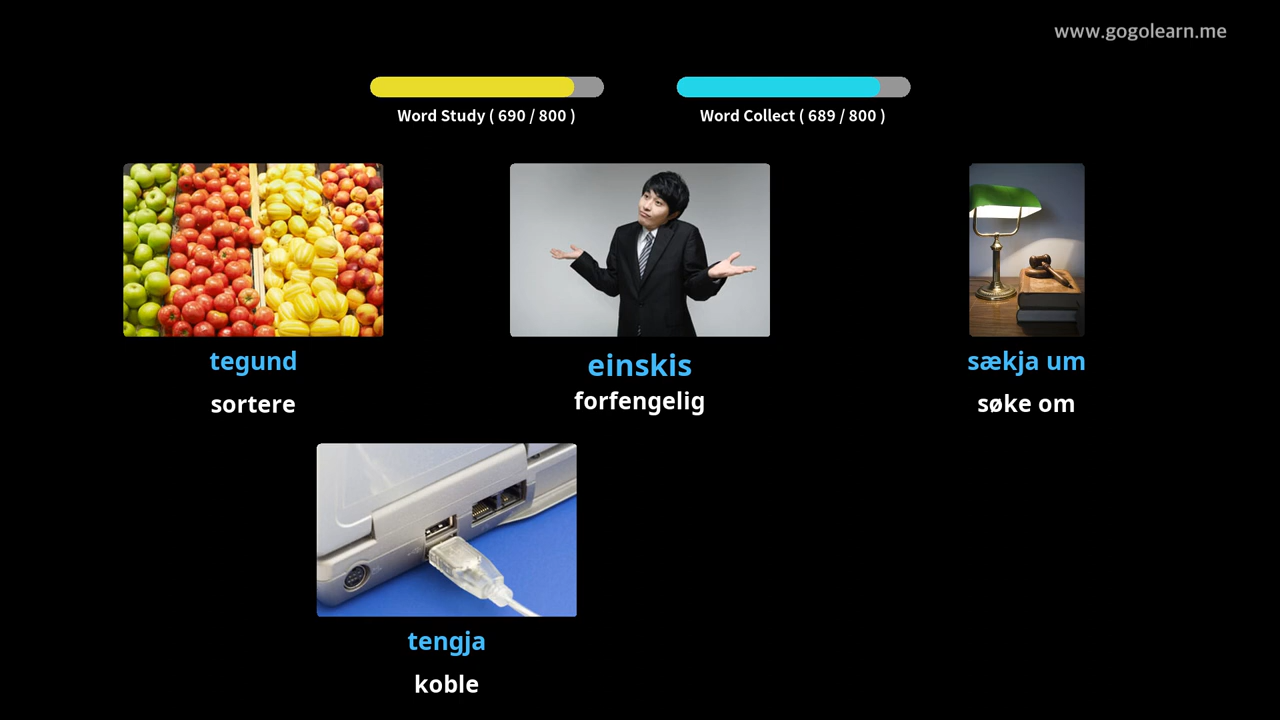 www.gogolearn.me
Word Study ( 690 / 800 )
Word Collect ( 689 / 800 )
tegund
sortere
einskis
forfengelig
sækja um
søke om
tengja
koble